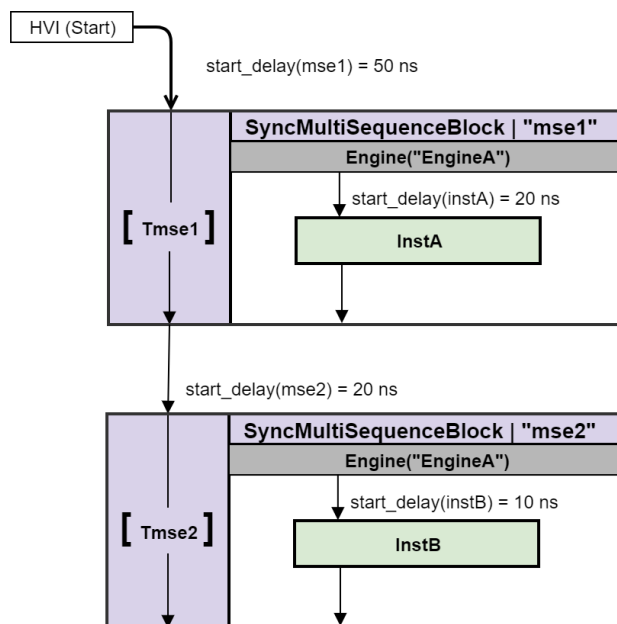 HVI (Start)
start_delay(mse1) = 50 ns
SyncMultiSequenceBlock | "mse1"
Engine("EngineA")
start_delay(instA) = 20 ns
[ Tmse1 ]
InstA
start_delay(mse2) = 20 ns
SyncMultiSequenceBlock | "mse2"
Engine("EngineA")
start_delay(instB) = 10 ns
[ Tmse2 ]
InstB